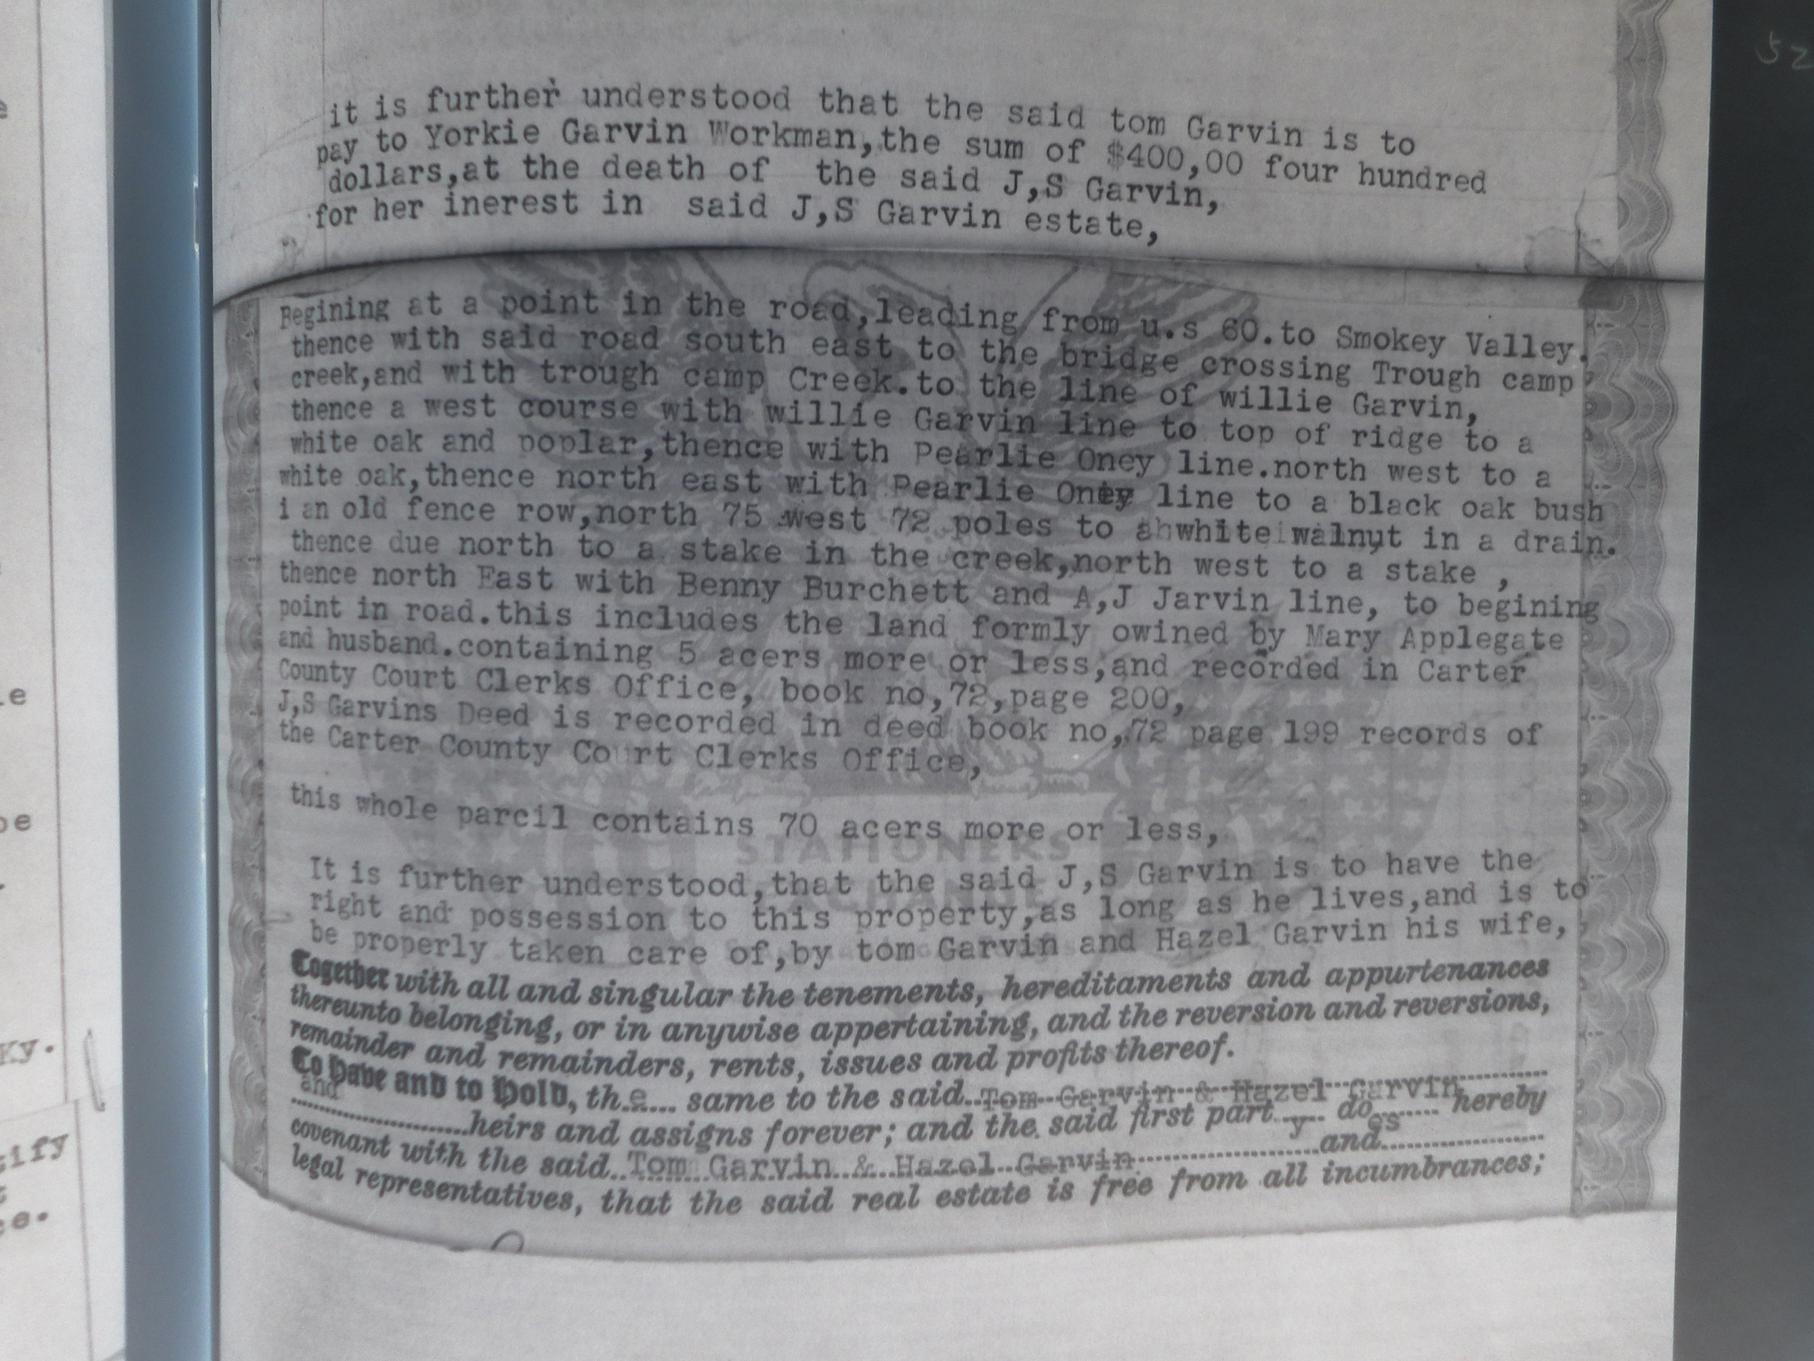 it is further understood that the said tom Garvin is to
pay to Yorkie Garvin Workman,the sum of $400,00 four hundred
dollars,at the death of the said J,S Garvin,
for her inerest in said J,S Garvin estate,
Begining at a point in the road,leading from u.s 60.to Smokey Valley.
thence with said road south east to the bridge crossing Trough camp
creek,and with trough camp Creek.to the line of willie Garvin,
thence a west course with willie Garvin line to top of ridge to a
white oak and poplar,thence with Pearlie Oney line.north west to a
white oak,thence north east with Pearlie Oney line to a black oak bush
i an old fence row,north 75 west 72 poles to a white walnut in a drain.
thence due north to a stake in the creek,north west to a stake ,
thence north East with Benny Burchett and A,J Jarvin line, to begining
point in road.this includes the land formly owined by Mary Applegate
and husband.containing 5 acers more or less,and recorded in Carter
County Court Clerks Office, book no,72,page 200,
J,S Garvins Deed is recorded in deed book no,72 page 199 records of
the Carter County Court Clerks Office,
this whole parcil contains 70 acers more or less,
STATIONERS
It is further understood,that the said J,S Garvin is to have the
right and possession to this property,as long as he lives,and is to
be properly taken care of,by tom Garvin and Hazel Garvin his wife,
Together with all and singular the tenements, hereditaments and appurtenances
thereunto belonging, or in anywise appertaining, and the reversion and reversions,
remainder and remainders, rents, issues and profits thereof.
To Have and to Hold, the same to the said Tom Garvin & Hazel Garvin
and heirs and assigns forever; and the said first party does hereby
covenant with the said Tom Garvin & Hazel Garvin and
legal representatives, that the said real estate is free from all incumbrances;
52
Ky.